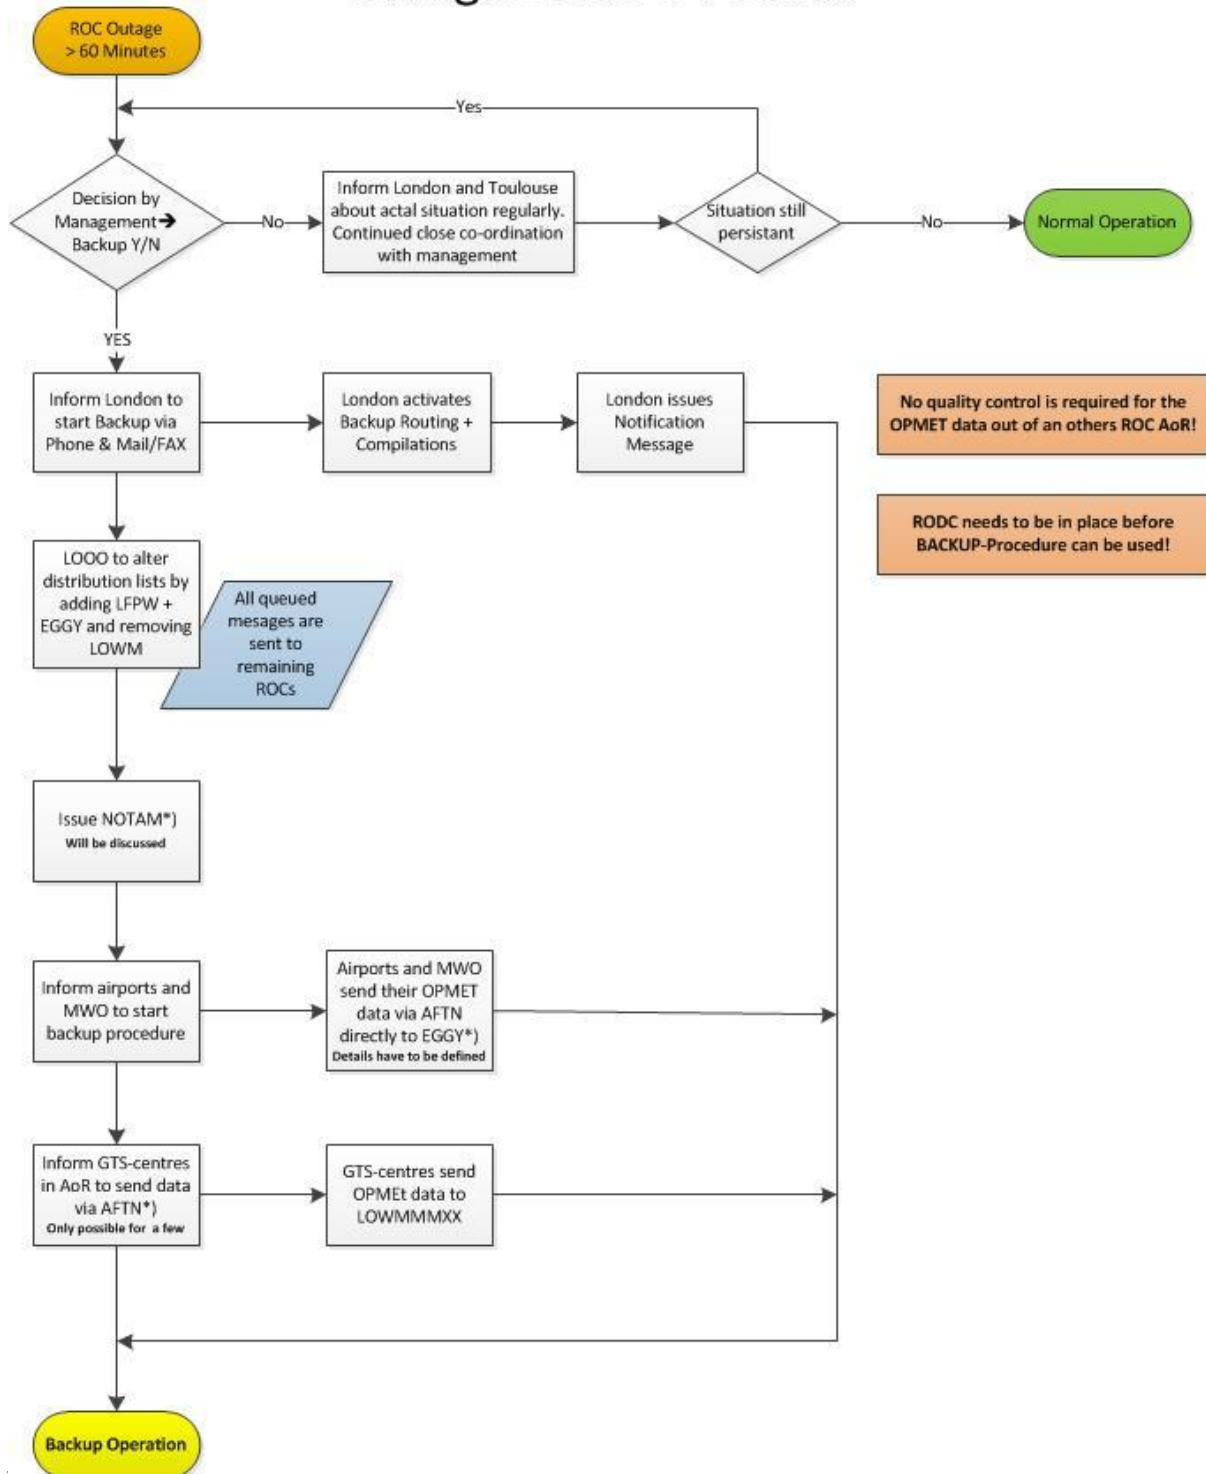 ROC Outage
> 60 Minutes
Yes
Decision by
Management➔
Backup Y/N
No
Inform London and Toulouse
about actal situation regularly.
Continued close co-ordination
with management
Situation still
persistant
No
Normal Operation
YES
Inform London to
start Backup via
Phone & Mail/FAX
London activates
Backup Routing +
Compilations
London issues
Notification
Message
No quality control is required for the
OPMET data out of an others ROC AoR!
RODC needs to be in place before
BACKUP-Procedure can be used!
LOOO to alter
distribution lists by
adding LFPW +
EGGY and removing
LOWM
All queued
mesages are
sent to
remaining
ROCs
Issue NOTAM*)
Will be discussed
Inform airports and
MWO to start
backup procedure
Airports and MWO
send their OPMET
data via AFTN
directly to EGGY*)
Details have to be defined
Inform GTS-centres
in AoR to send data
via AFTN*)
Only possible for a few
GTS-centres send
OPMEt data to
LOWMMMXX
Backup Operation